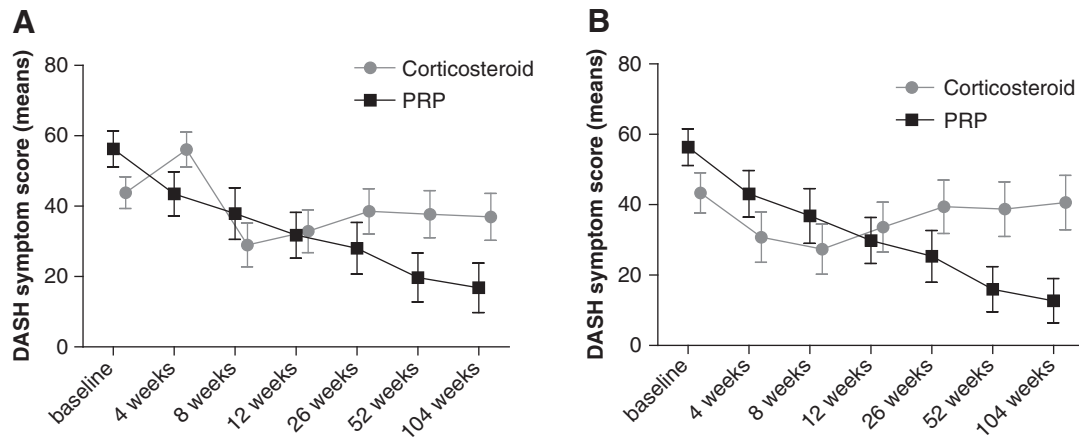 A
DASH symptom score (means)
80
60
40
20
0
Corticosteroid
PRP
baseline
4 weeks
8 weeks
12 weeks
26 weeks
52 weeks
104 weeks
B
DASH symptom score (means)
80
60
40
20
0
Corticosteroid
PRP
baseline
4 weeks
8 weeks
12 weeks
26 weeks
52 weeks
104 weeks